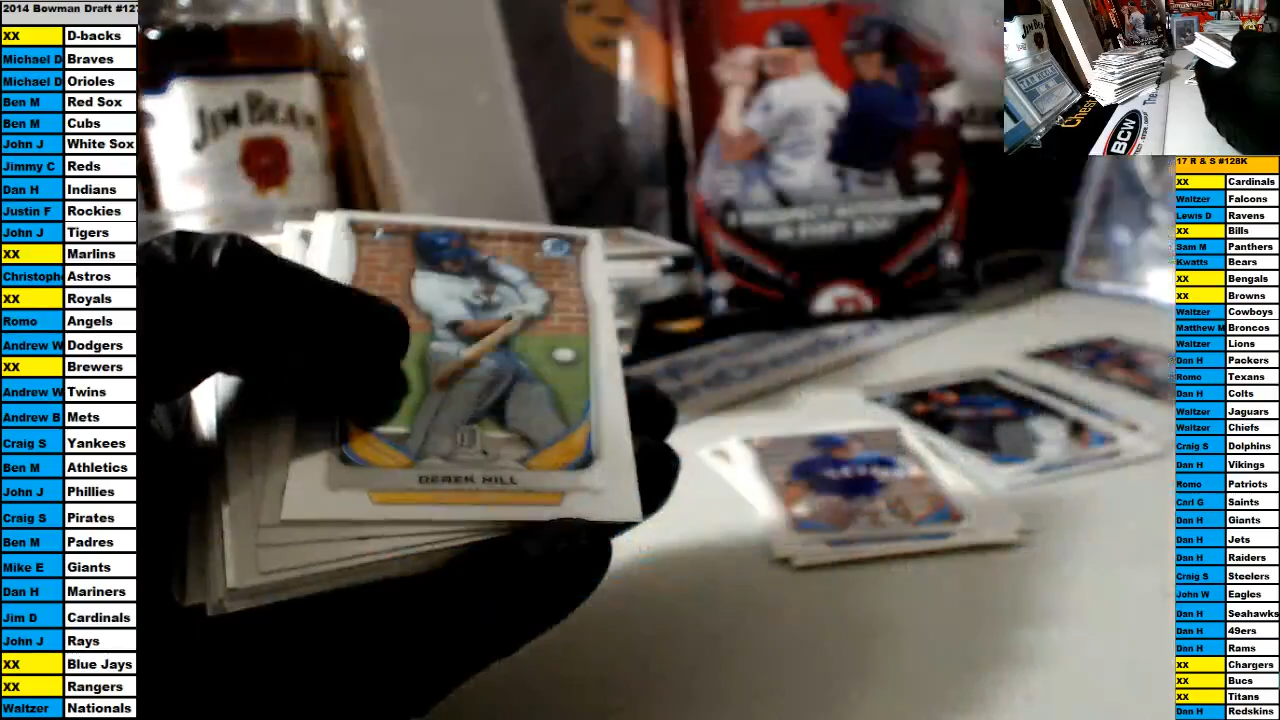 2014 Bowman Draft #127
XX D-backs
Michael D Braves
Michael D Orioles
Ben M Red Sox
Ben M Cubs
John J White Sox
Jimmy C Reds
Dan H Indians
Justin F Rockies
John J Tigers
XX Marlins
Christoph Astros
XX Royals
Romo Angels
Andrew W Dodgers
XX Brewers
Andrew W Twins
Andrew B Mets
Craig S Yankees
Ben M Athletics
John J Phillies
Craig S Pirates
Ben M Padres
Mike E Giants
Dan H Mariners
Jim D Cardinals
John J Rays
XX Blue Jays
XX Rangers
Waltzer Nationals
JIM BEAM
DEREK HILL
JIM BEAM
BCW
17 R & S #128K
XX Cardinals
Waltzer Falcons
Lewis D Ravens
XX Bills
Sam M Panthers
Kwatts Bears
XX Bengals
XX Browns
Waltzer Cowboys
Matthew M Broncos
Waltzer Lions
Dan H Packers
Romo Texans
Dan H Colts
Waltzer Jaguars
Waltzer Chiefs
Craig S Dolphins
Dan H Vikings
Romo Patriots
Carl G Saints
Dan H Giants
Dan H Jets
Dan H Raiders
Craig S Steelers
John W Eagles
Dan H Seahawks
Dan H 49ers
Dan H Rams
XX Chargers
XX Bucs
XX Titans
Dan H Redskins